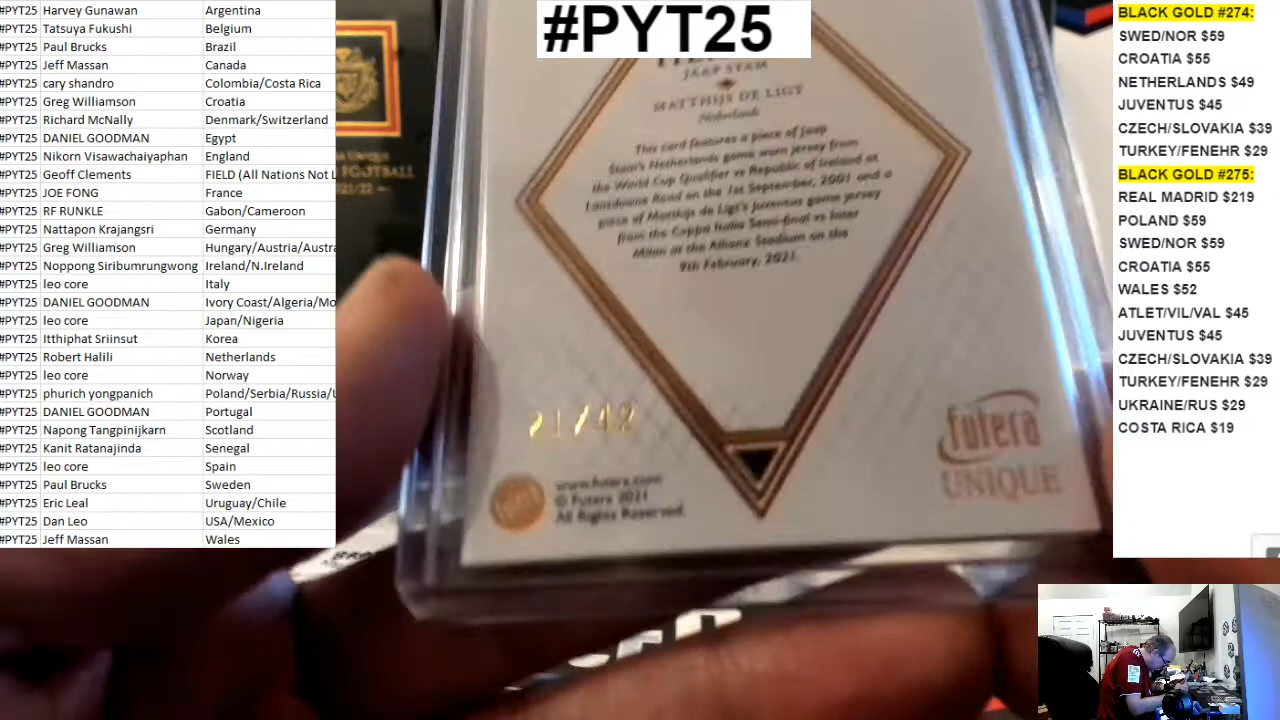 #PYT25 Harvey Gunawan Argentina
#PYT25 Tatsuya Fukushi Belgium
#PYT25 Paul Brucks Brazil
#PYT25 Jeff Massan Canada
#PYT25 cary shandro Colombia/Costa Rica
#PYT25 Greg Williamson Croatia
#PYT25 Richard McNally Denmark/Switzerland
#PYT25 DANIEL GOODMAN Egypt
#PYT25 Nikorn Visawachaiyaphan England
#PYT25 Geoff Clements FIELD (All Nations Not L
#PYT25 JOE FONG France
#PYT25 RF RUNKLE Gabon/Cameroon
#PYT25 Nattapon Krajangsri Germany
#PYT25 Greg Williamson Hungary/Austria/Austra
#PYT25 Noppong Siribumrungwong Ireland/N.Ireland
#PYT25 leo core Italy
#PYT25 DANIEL GOODMAN Ivory Coast/Algeria/Mo
#PYT25 leo core Japan/Nigeria
#PYT25 Itthiphat Sriinsut Korea
#PYT25 Robert Halili Netherlands
#PYT25 leo core Norway
#PYT25 phurich yongpanich Poland/Serbia/Russia/
#PYT25 DANIEL GOODMAN Portugal
#PYT25 Napong Tangpinijkarn Scotland
#PYT25 Kanit Ratanajinda Senegal
#PYT25 leo core Spain
#PYT25 Paul Brucks Sweden
#PYT25 Eric Leal Uruguay/Chile
#PYT25 Dan Leo USA/Mexico
#PYT25 Jeff Massan Wales
#PYT25
JAAP STAM
MATTHIJS DE LIGT
Netherlands
This card features a piece of Jaap
Stam's Netherlands game worn jersey from
the World Cup Qualifier vs Republic of Ireland at
Lansdowne Road on the 1st September, 2001 and a
piece of Matthijs de Ligt's Juventus game jersey
from the Coppa Italia Semi-final vs Inter
Milan at the Allianz Stadium on the
9th February, 2021.
21/42
www.futera.com
© Futera 2021
All Rights Reserved.
futera
UNIQUE
FOOTBALL
BLACK GOLD #274:
SWED/NOR $59
CROATIA $55
NETHERLANDS $49
JUVENTUS $45
CZECH/SLOVAKIA $39
TURKEY/FENEHR $29
BLACK GOLD #275:
REAL MADRID $219
POLAND $59
SWED/NOR $59
CROATIA $55
WALES $52
ATLET/VIL/VAL $45
JUVENTUS $45
CZECH/SLOVAKIA $39
TURKEY/FENEHR $29
UKRAINE/RUS $29
COSTA RICA $19